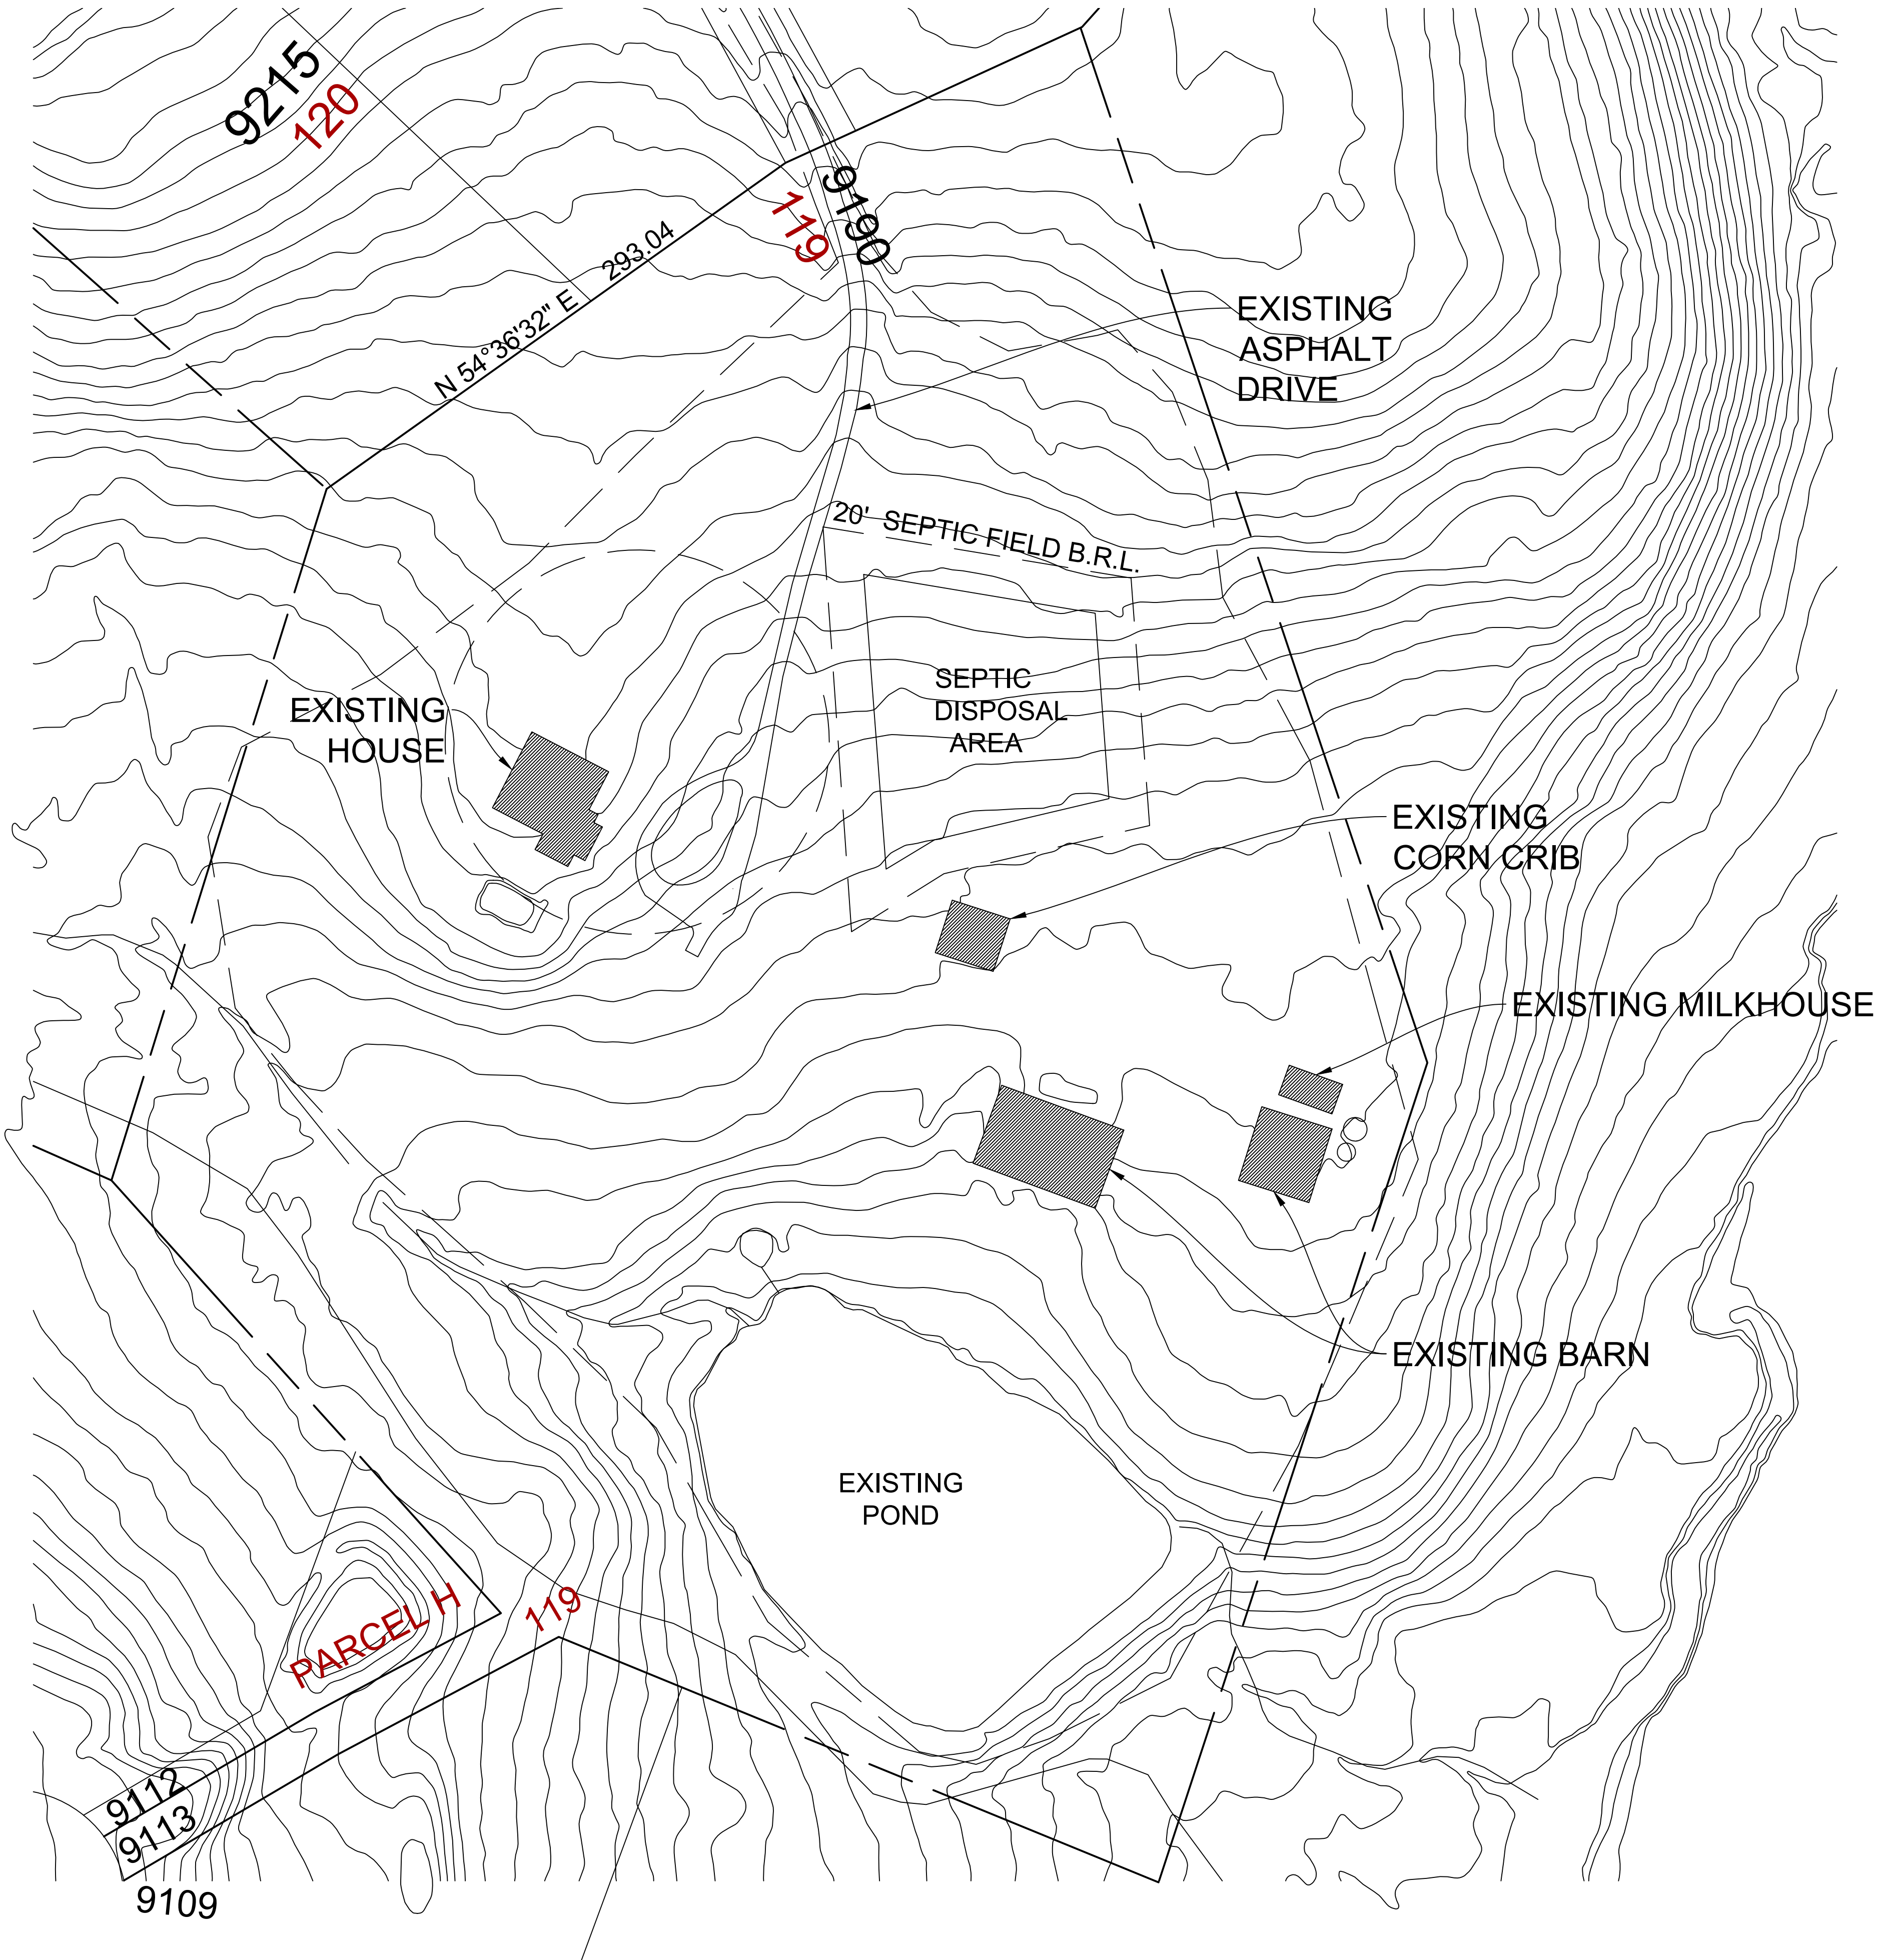 9215
120
119
9190
N 54°36'32" E 293.04
EXISTING
ASPHALT
DRIVE
20' SEPTIC FIELD B.R.L.
SEPTIC
DISPOSAL
AREA
EXISTING
HOUSE
EXISTING
CORN CRIB
EXISTING MILKHOUSE
EXISTING BARN
EXISTING
POND
PARCEL H
119
9112
9113
9109